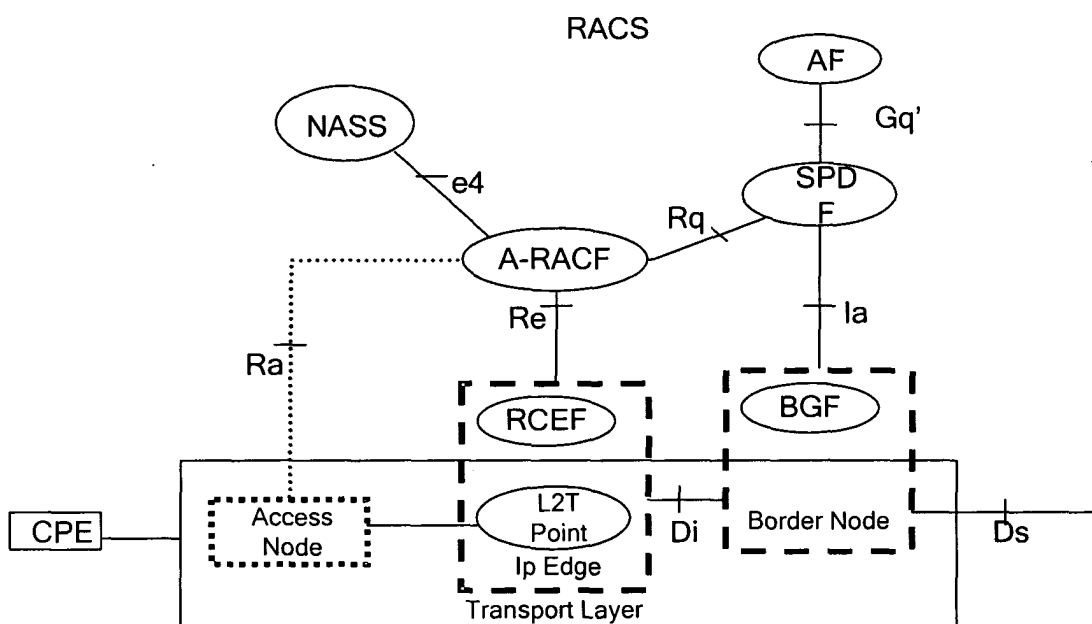 RACS
AF
Gq'
NASS
e4
SPD
F
Rq
A-RACF
Re
Ia
Ra
RCEF
BGF
CPE
Access
Node
L2T
Point
Ip Edge
Di
Border Node
Ds
Transport Layer